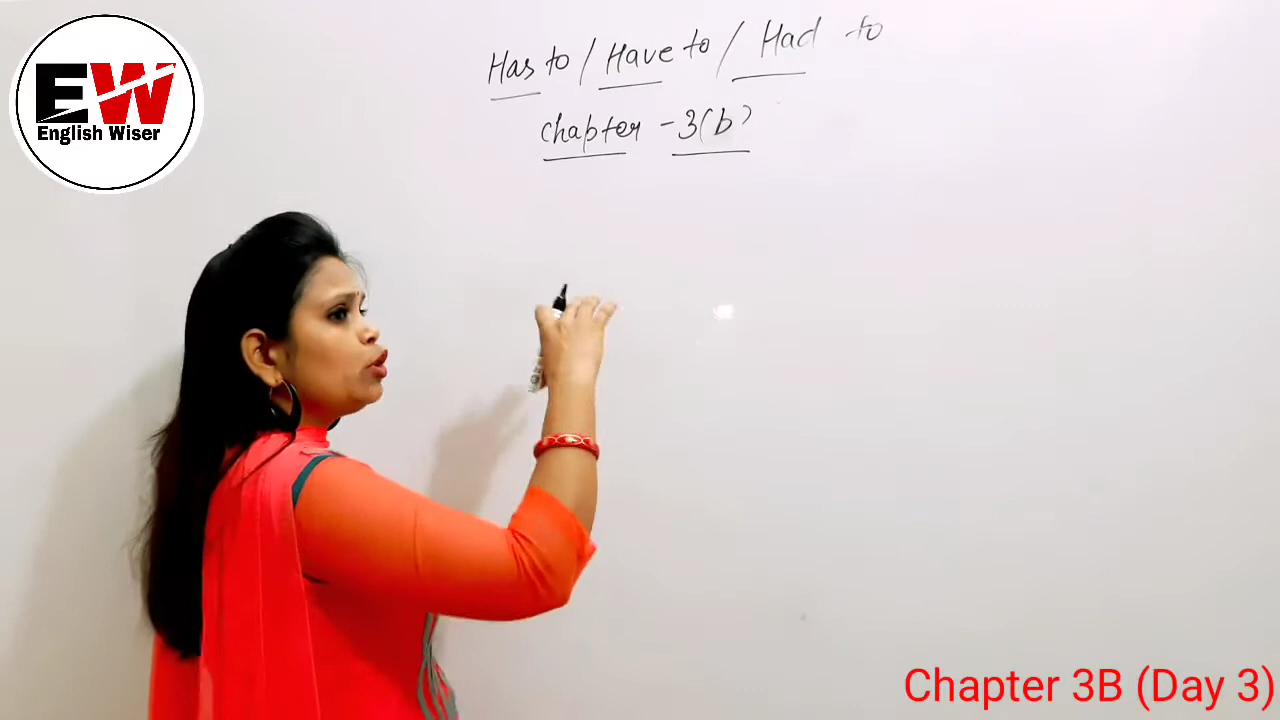 EW
English Wiser
Has to / Have to / Had to
chapter - 3(b)
Chapter 3B (Day 3)